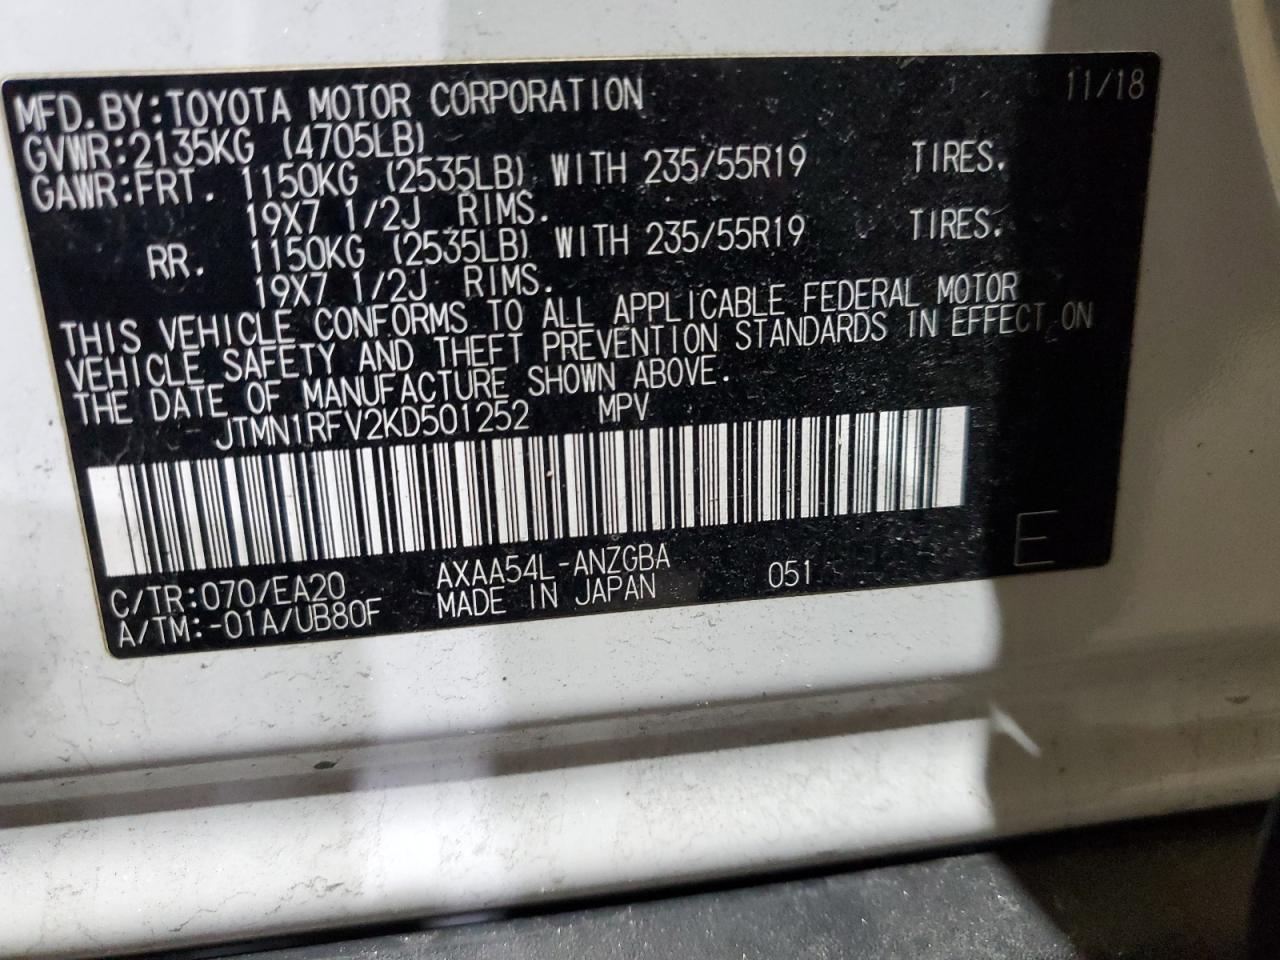 11/18
MFD.BY:TOYOTA MOTOR CORPORATION
GVWR:2135KG (4705LB)
GAWR:FRT. 1150KG (2535LB) WITH 235/55R19 TIRES.
19X7 1/2J RIMS.
RR. 1150KG (2535LB) WITH 235/55R19 TIRES.
19X7 1/2J RIMS.
THIS VEHICLE CONFORMS TO ALL APPLICABLE FEDERAL MOTOR
VEHICLE SAFETY AND THEFT PREVENTION STANDARDS IN EFFECT ON
THE DATE OF MANUFACTURE SHOWN ABOVE.
JTMN1RFV2KD501252 MPV
C/TR:070/EA20 AXAA54L-ANZGBA 051 E
A/TM:-01A/UB80F MADE IN JAPAN